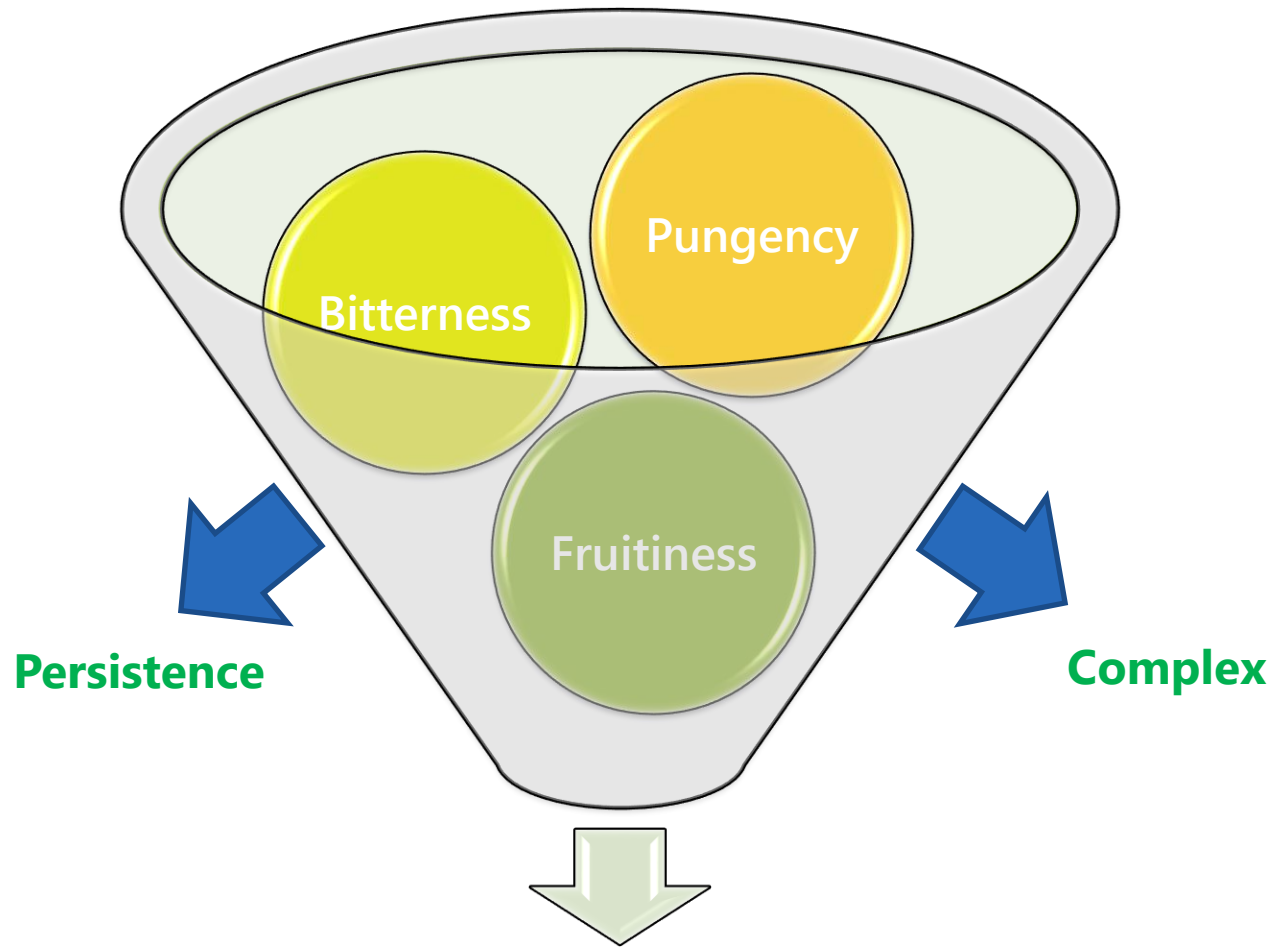 Pungency
Bitterness
Fruitiness
Persistence
Complex